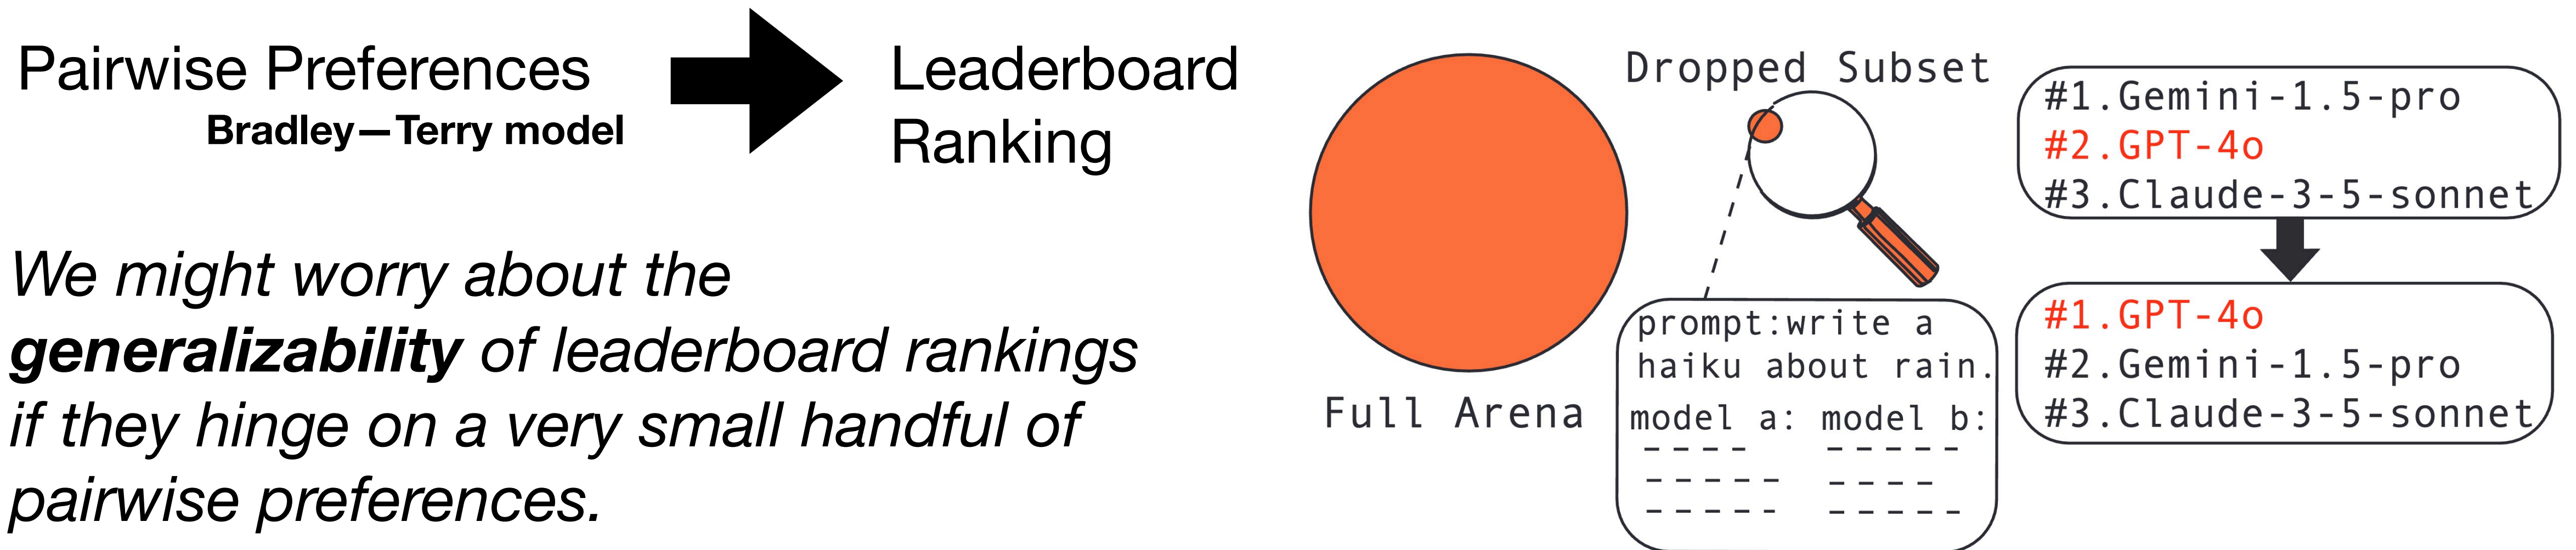 Pairwise Preferences
Bradley—Terry model
Leaderboard
Ranking
We might worry about the
generalizability of leaderboard rankings
if they hinge on a very small handful of
pairwise preferences.
Full Arena
Dropped Subset
prompt:write a
haiku about rain.
model a: model b:
#1.Gemini-1.5-pro
#2.GPT-4o
#3.Claude-3-5-sonnet
#1.GPT-4o
#2.Gemini-1.5-pro
#3.Claude-3-5-sonnet